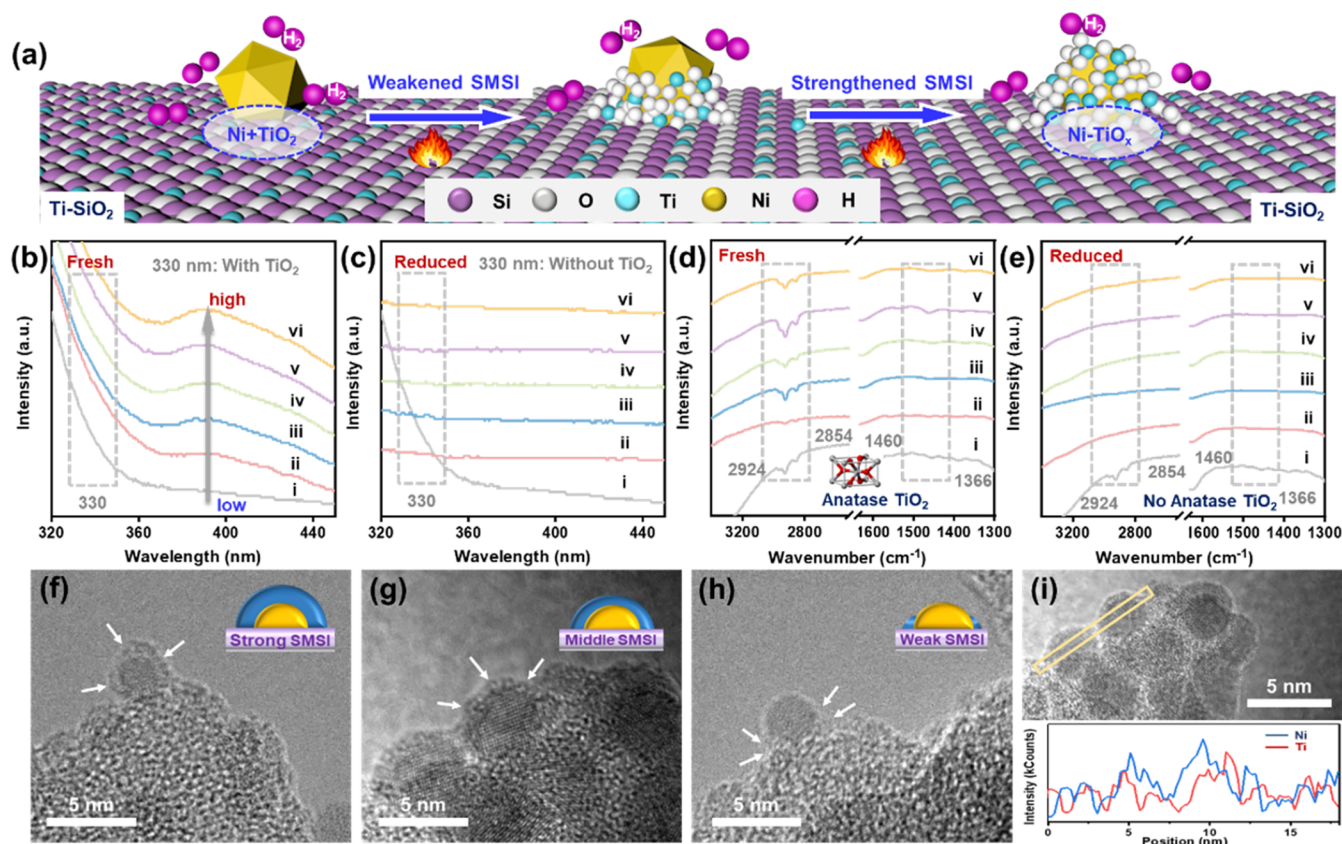 (a)
H2
H2
H2
H2
H2
Weakened SMSI
Strengthened SMSI
Ni+TiO2
Ni-TiOx
Ti-SiO2
Si O Ti Ni H
Ti-SiO2
(b)
Fresh
330 nm: With TiO2
high
vi
v
iv
iii
ii
i
330
low
Intensity (a.u.)
320 360 400 440
Wavelength (nm)
(c)
Reduced
330 nm: Without TiO2
vi
v
iv
iii
ii
i
330
Intensity (a.u.)
320 360 400 440
Wavelength (nm)
(d)
Fresh
vi
v
iv
iii
ii
i
2924
2854
1460
1366
Anatase TiO2
Intensity (a.u.)
3200 2800 1600 1500 1400 1300
Wavenumber (cm-1)
(e)
Reduced
vi
v
iv
iii
ii
i
2924
2854
1460
1366
No Anatase TiO2
Intensity (a.u.)
3200 2800 1600 1500 1400 1300
Wavenumber (cm-1)
(f)
Strong SMSI
5 nm
(g)
Middle SMSI
5 nm
(h)
Weak SMSI
5 nm
(i)
5 nm
Ni
Ti
Intensity (kCounts)
0 5 10 15
Position (nm)